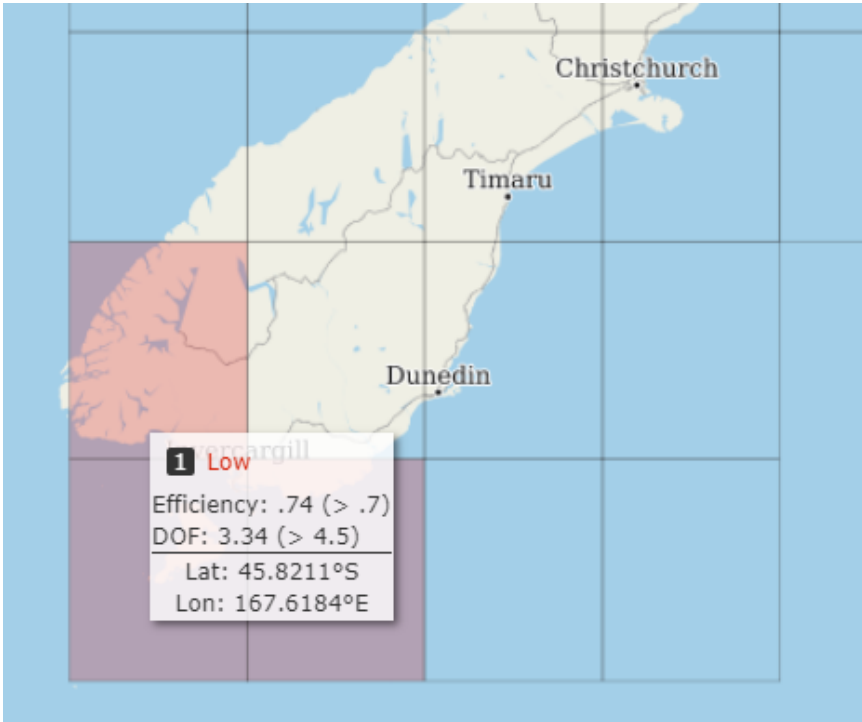 Christchurch
Timaru
Dunedin
Invercargill
1 Low
Efficiency: .74 (> .7)
DOF: 3.34 (> 4.5)
Lat: 45.8211°S
Lon: 167.6184°E